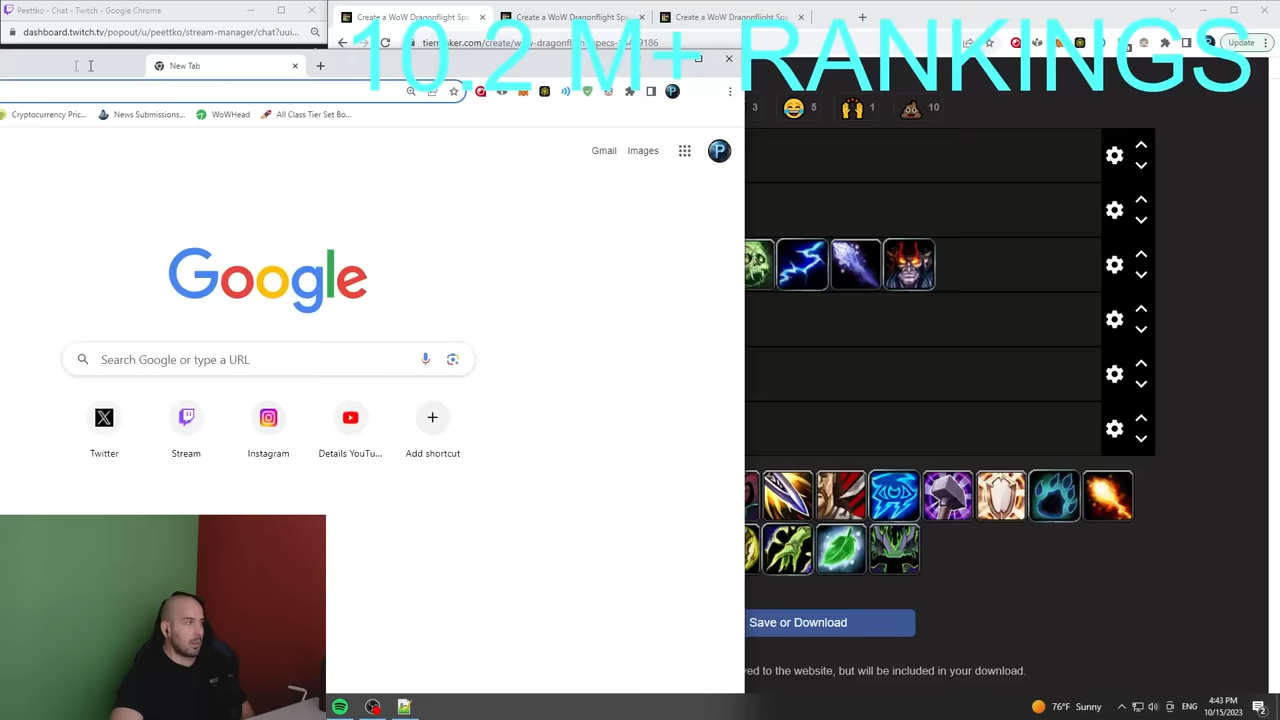 Peettko - Chat - Twitch - Google Chrome
dashboard.twitch.tv/popout/u/peettko/stream-manager/chat?uui...
Create a WoW Dragonflight Sp
Create a WoW Dragonflight Sp
Create a WoW Dragonflight Sp
10.2 M+ RANKINGS
Update
New Tab
3
5
1
10
Cryptocurrency Pric...
News Submissions...
WoWHead
All Class Tier Set Bo...
Gmail
Images
P
Google
Search Google or type a URL
Twitter
Stream
Instagram
Details YouTu...
Add shortcut
Save or Download
ved to the website, but will be included in your download.
76°F Sunny
ENG
4:43 PM
10/15/2023
2